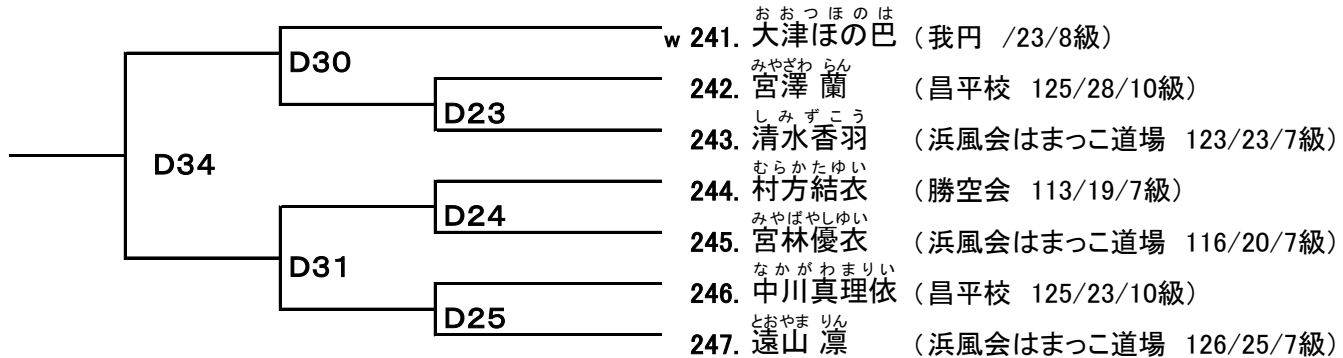 おおつほのは
w 241. 大津ほの巴 （我円 /23/8級）
D30
みやざわ らん
242. 宮澤 蘭 （昌平校 125/28/10級）
D23
しみずこう
243. 清水香羽 （浜風会はまっこ道場 123/23/7級）
D34
むらかたゆい
244. 村方結衣 （勝空会 113/19/7級）
D24
みやばやしゆい
245. 宮林優衣 （浜風会はまっこ道場 116/20/7級）
D31
なかがわまりい
246. 中川真理依 （昌平校 125/23/10級）
D25
とおやま りん
247. 遠山 凛 （浜風会はまっこ道場 126/25/7級）